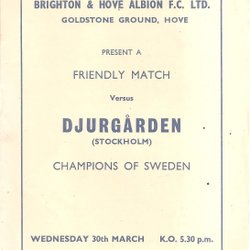 BRIGHTON & HOVE ALBION F.C. LTD.
GOLDSTONE GROUND, HOVE
PRESENT A
FRIENDLY MATCH
Versus
DJURGÅRDEN
(STOCKHOLM)
CHAMPIONS OF SWEDEN
WEDNESDAY 30th MARCH K.O. 5.30 p.m.